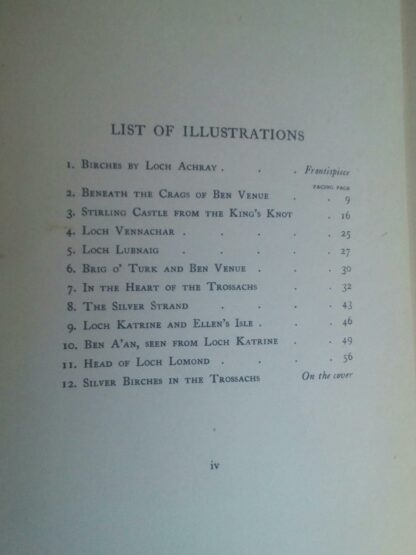 LIST OF ILLUSTRATIONS
1. Birches by Loch Achray . . . Frontispiece
FACING PAGE
2. Beneath the Crags of Ben Venue . . 9
3. Stirling Castle from the King's Knot . 16
4. Loch Vennachar . . . . . 25
5. Loch Lubnaig . . . . . 27
6. Brig o' Turk and Ben Venue . . . 30
7. In the Heart of the Trossachs . . 32
8. The Silver Strand . . . . 43
9. Loch Katrine and Ellen's Isle . . . 46
10. Ben A'an, seen from Loch Katrine . . 49
11. Head of Loch Lomond . . . . 56
12. Silver Birches in the Trossachs On the cover
iv